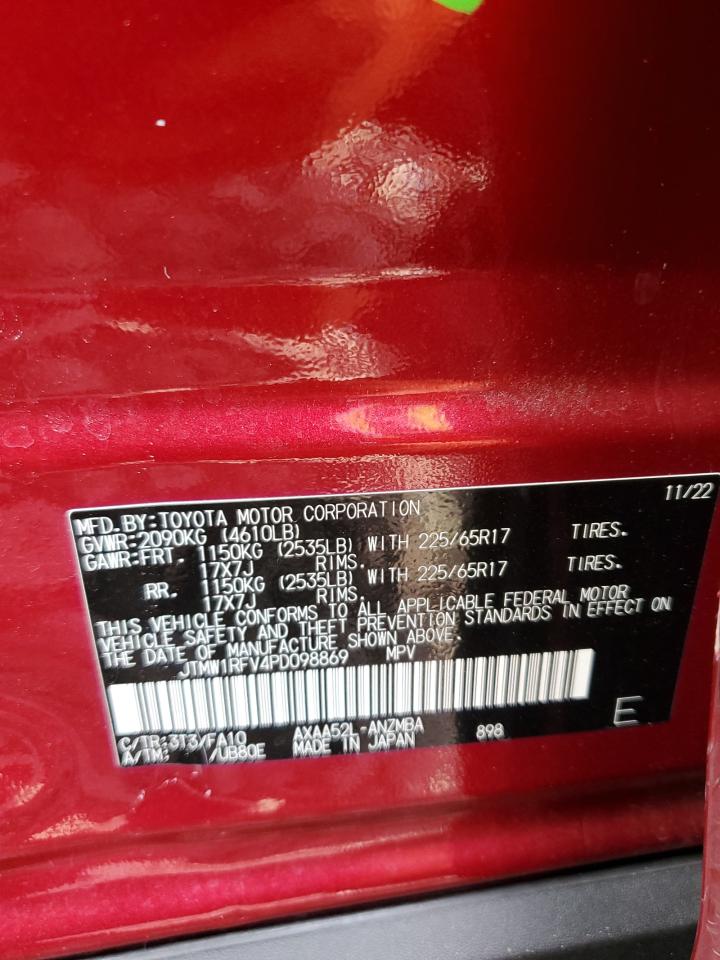 11/22
MFD.BY:TOYOTA MOTOR CORPORATION
GVWR:2090KG (4610LB)
GAWR:FRT. 1150KG (2535LB) WITH 225/65R17 TIRES.
17X7J RIMS.
RR. 1150KG (2535LB) WITH 225/65R17 TIRES.
17X7J RIMS.
THIS VEHICLE CONFORMS TO ALL APPLICABLE FEDERAL MOTOR
VEHICLE SAFETY AND THEFT PREVENTION STANDARDS IN EFFECT ON
THE DATE OF MANUFACTURE SHOWN ABOVE.
JTMW1RFV4PD098869 MPV
C/TR:3T3/FA10 AXAA52L-ANZMBA 898 E
A/TM: /UB80E MADE IN JAPAN